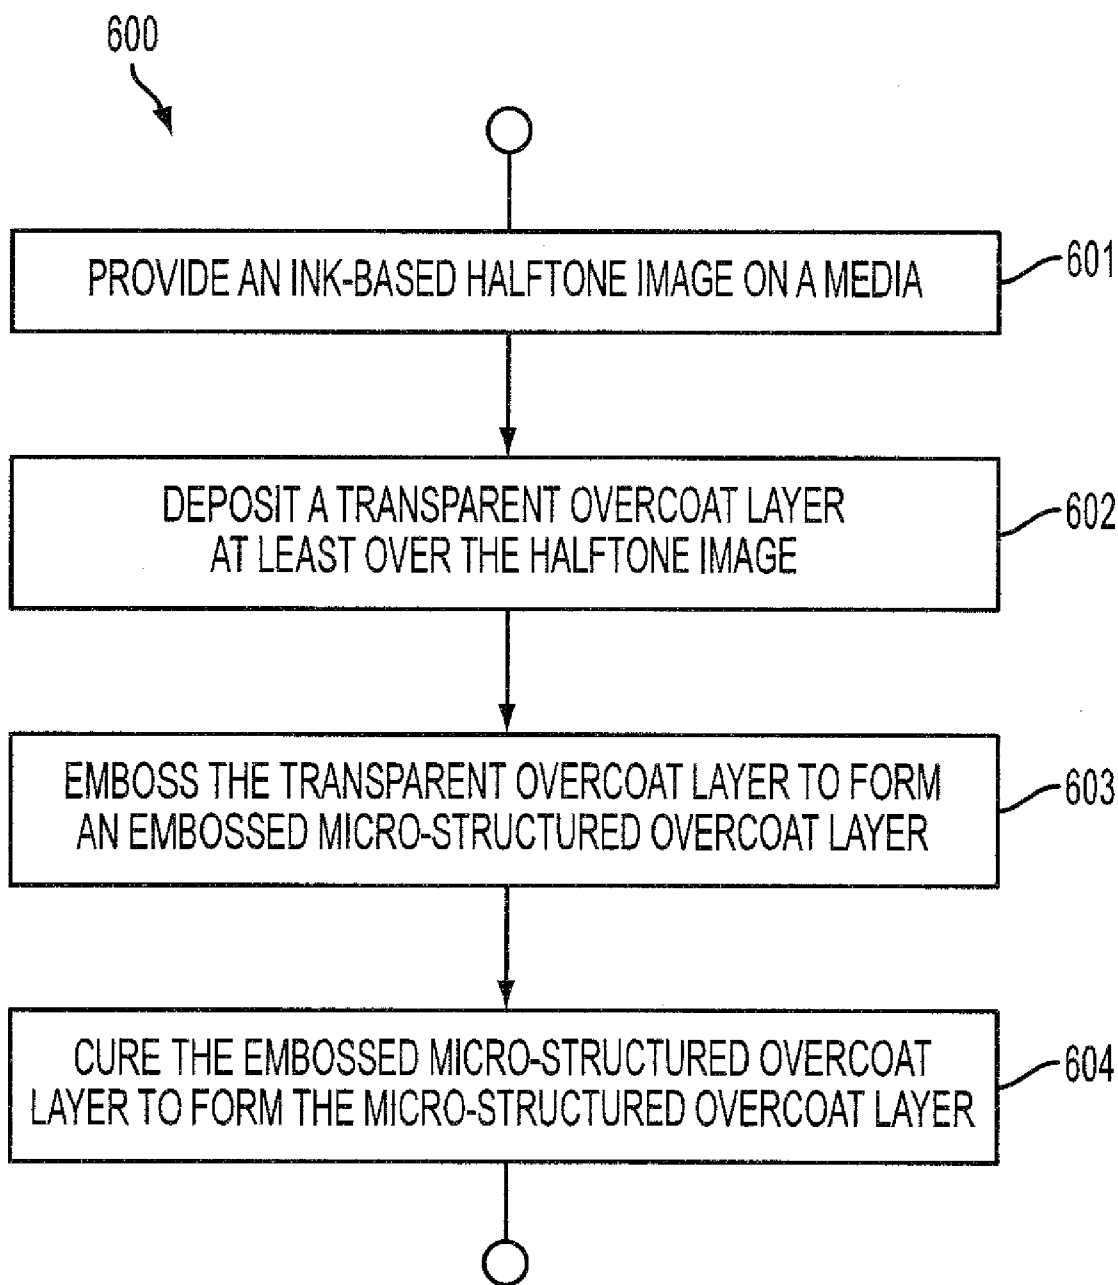 600
PROVIDE AN INK-BASED HALFTONE IMAGE ON A MEDIA
601
DEPOSIT A TRANSPARENT OVERCOAT LAYER
AT LEAST OVER THE HALFTONE IMAGE
602
EMBOSS THE TRANSPARENT OVERCOAT LAYER TO FORM
AN EMBOSSED MICRO-STRUCTURED OVERCOAT LAYER
603
CURE THE EMBOSSED MICRO-STRUCTURED OVERCOAT
LAYER TO FORM THE MICRO-STRUCTURED OVERCOAT LAYER
604